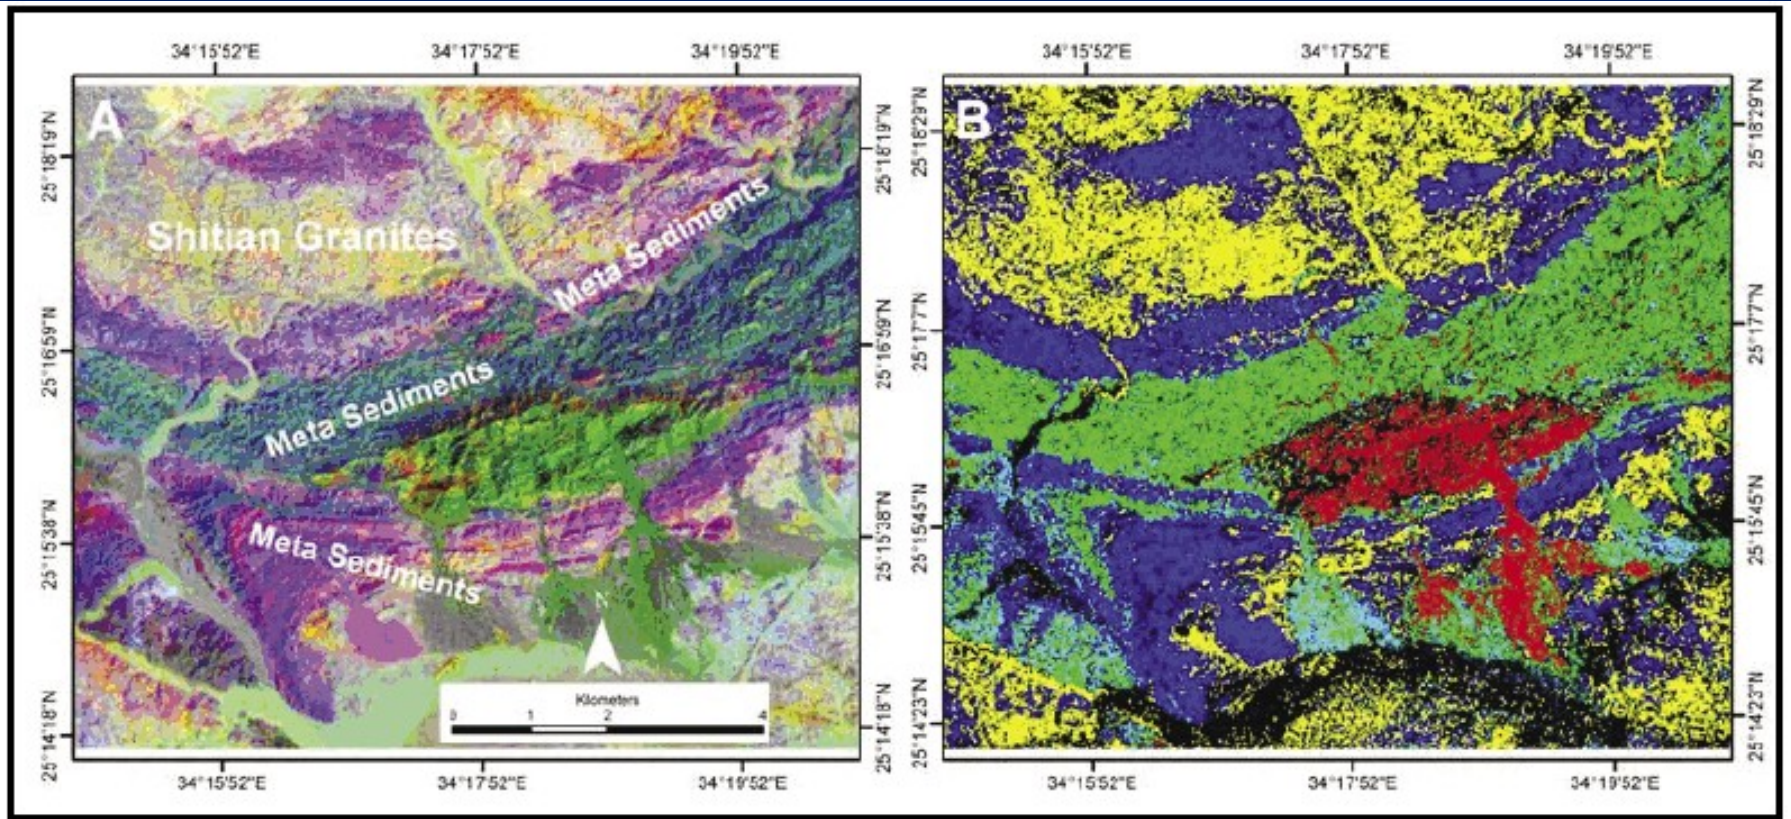 34°15'52"E 34°17'52"E 34°19'52"E
34°15'52"E 34°17'52"E 34°19'52"E
A
B
25°18'19"N
25°18'19"N
25°18'29"N
25°18'29"N
Shitian Granites
Meta Sediments
25°16'59"N
25°16'59"N
25°17'7"N
25°17'7"N
Meta Sediments
25°15'38"N
25°15'38"N
25°15'45"N
25°15'45"N
Meta Sediments
N
Kilometers
0 1 2 4
25°14'18"N
25°14'18"N
25°14'23"N
25°14'23"N
34°15'52"E 34°17'52"E 34°19'52"E
34°15'52"E 34°17'52"E 34°19'52"E